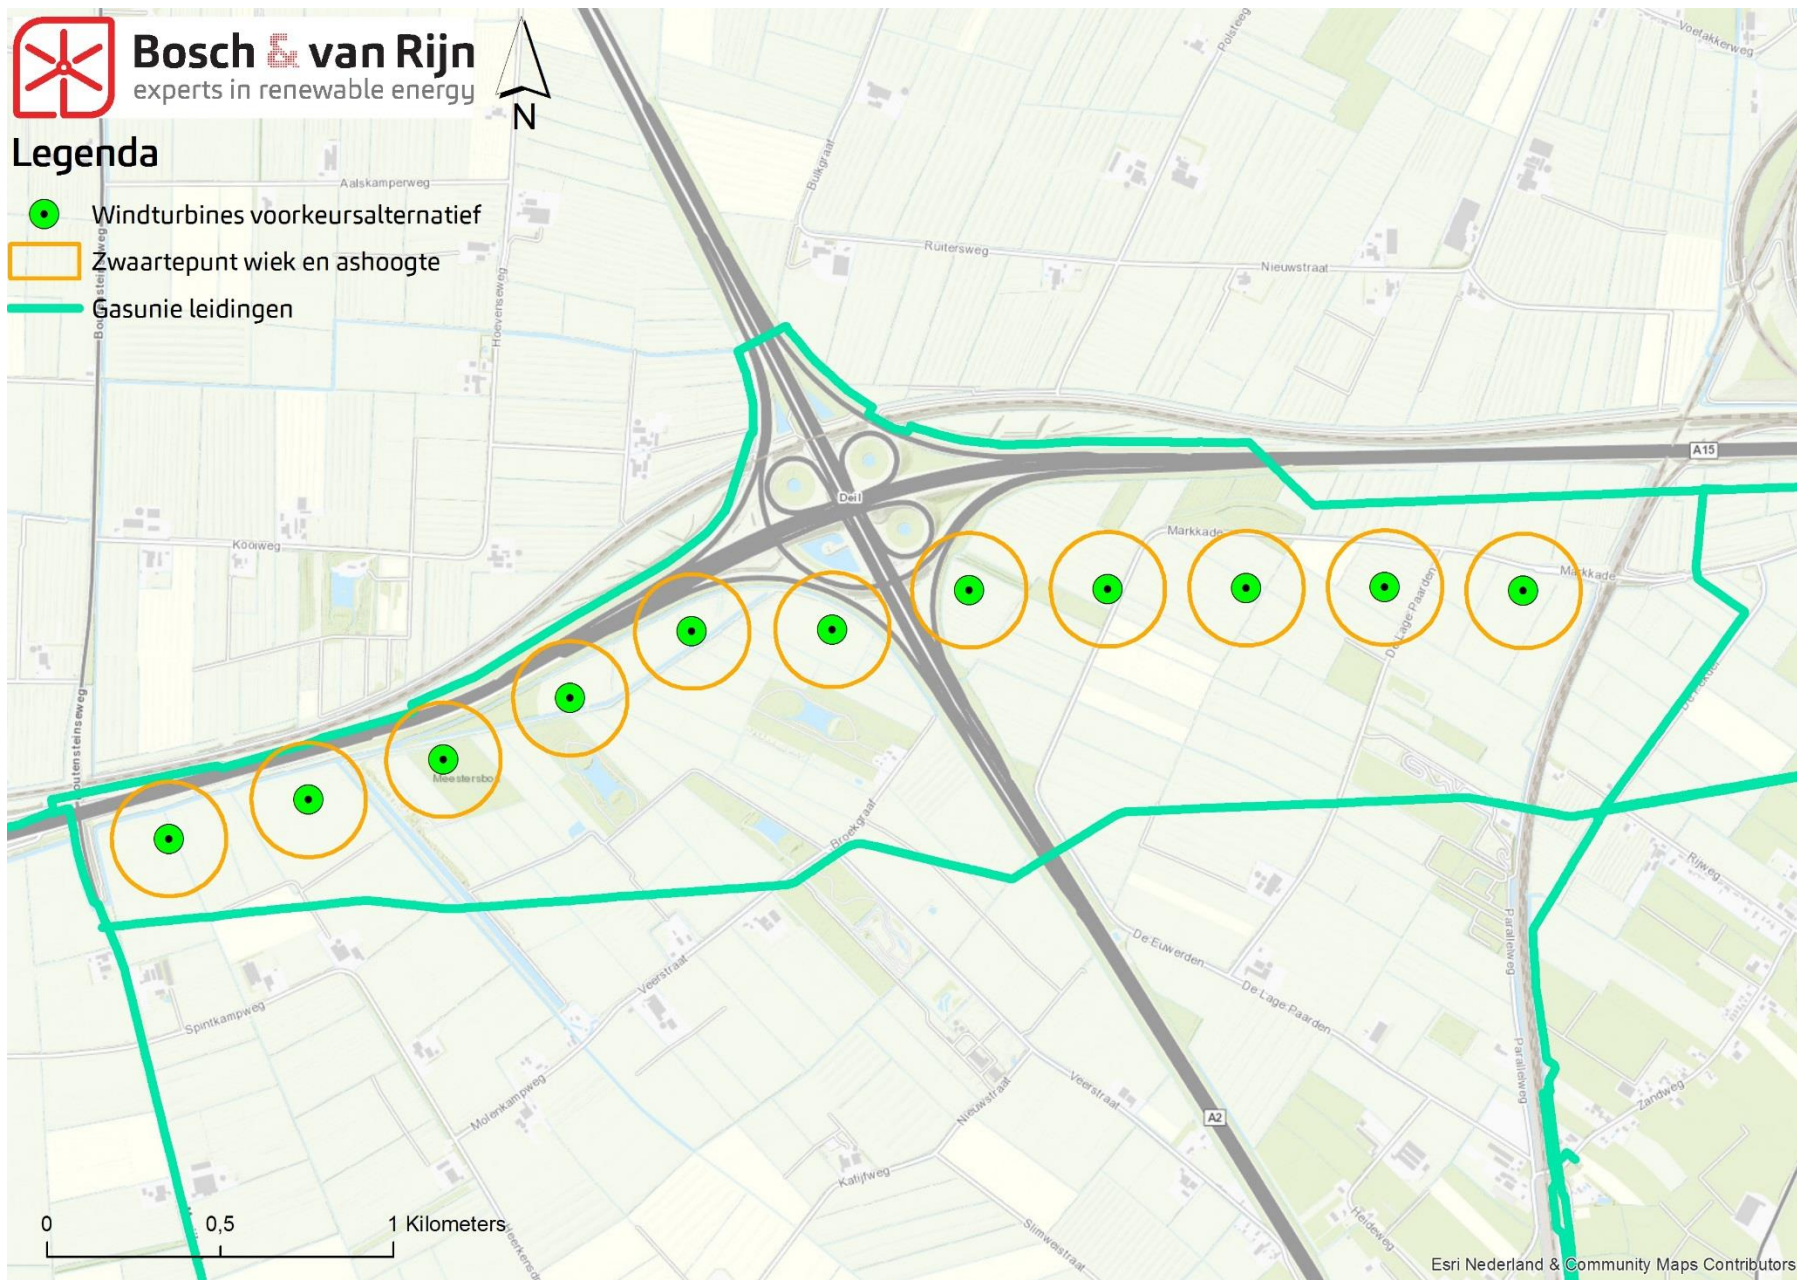 Bosch & van Rijn
experts in renewable energy
N
Legenda
Windturbines voorkeursalternatief
Zwaartepunt wiek en ashoogte
Gasunie leidingen
Voetakkerweg
Polsteeg
Bulkgraaf
Aalskamperweg
Ruitersweg
Nieuwstraat
Hoevenseweg
A15
Deil
Kooiweg
Markkade
Markkade
De Lage Paarden
outensteinseweg
Meestersbos
Broekgraaf
Rijweg
De Euwerden
Veerstraat
Parallelweg
De Lage Paarden
Spintkampweg
Parallelweg
Molenkampweg
Nieuwstraat
Veerstraat
Zandweg
A2
Katijfweg
Heideweg
Slimweistraat
0 0,5 1 Kilometers
Esri Nederland & Community Maps Contributors